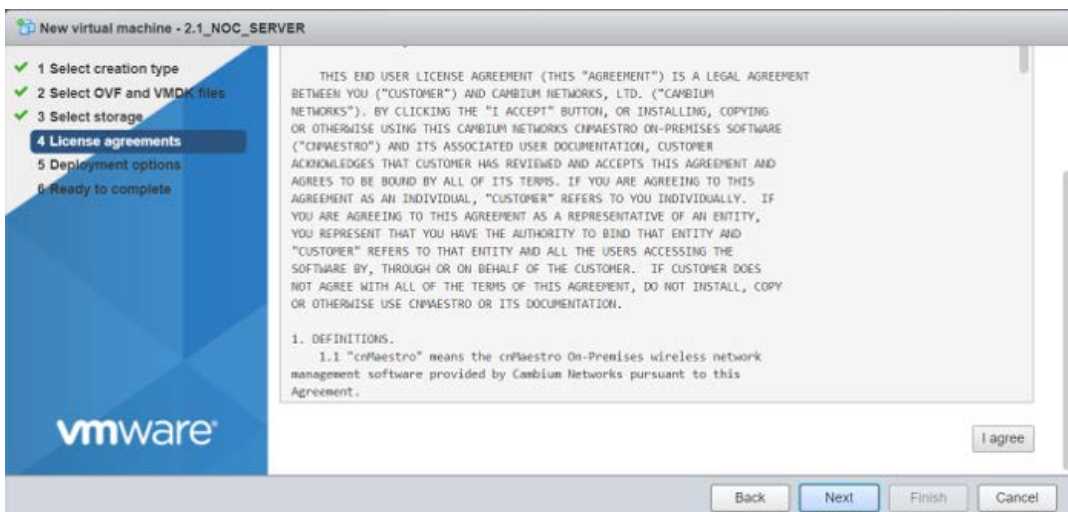 New virtual machine - 2.1_NOC_SERVER
1 Select creation type
2 Select OVF and VMDK files
3 Select storage
4 License agreements
5 Deployment options
6 Ready to complete
THIS END USER LICENSE AGREEMENT (THIS "AGREEMENT") IS A LEGAL AGREEMENT
BETWEEN YOU ("CUSTOMER") AND CAMBIUM NETWORKS, LTD. ("CAMBIUM
NETWORKS"). BY CLICKING THE "I ACCEPT" BUTTON, OR INSTALLING, COPYING
OR OTHERWISE USING THIS CAMBIUM NETWORKS CNMAESTRO ON-PREMISES SOFTWARE
("CNMAESTRO") AND ITS ASSOCIATED USER DOCUMENTATION, CUSTOMER
ACKNOWLEDGES THAT CUSTOMER HAS REVIEWED AND ACCEPTS THIS AGREEMENT AND
AGREES TO BE BOUND BY ALL OF ITS TERMS. IF YOU ARE AGREEING TO THIS
AGREEMENT AS AN INDIVIDUAL, "CUSTOMER" REFERS TO YOU INDIVIDUALLY. IF
YOU ARE AGREEING TO THIS AGREEMENT AS A REPRESENTATIVE OF AN ENTITY,
YOU REPRESENT THAT YOU HAVE THE AUTHORITY TO BIND THAT ENTITY AND
"CUSTOMER" REFERS TO THAT ENTITY AND ALL THE USERS ACCESSING THE
SOFTWARE BY, THROUGH OR ON BEHALF OF THE CUSTOMER. IF CUSTOMER DOES
NOT AGREE WITH ALL OF THE TERMS OF THIS AGREEMENT, DO NOT INSTALL, COPY
OR OTHERWISE USE CNMAESTRO OR ITS DOCUMENTATION.
1. DEFINITIONS.
1.1 "cnMaestro" means the cnMaestro On-Premises wireless network
management software provided by Cambium Networks pursuant to this
Agreement.
vmware®
I agree
Back Next Finish Cancel